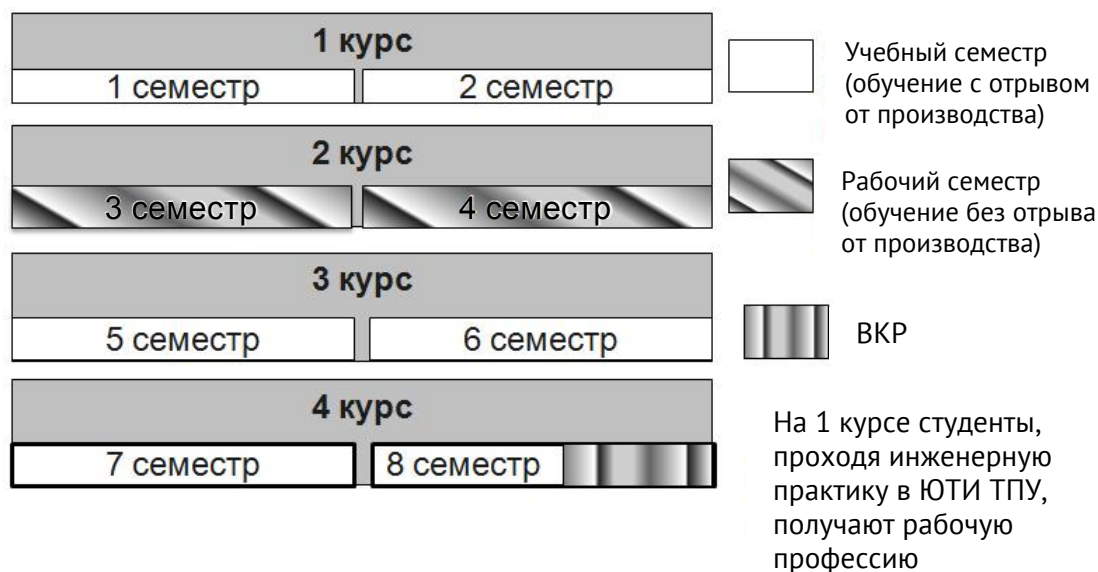 1 курс
1 семестр
2 семестр
2 курс
3 семестр
4 семестр
3 курс
5 семестр
6 семестр
4 курс
7 семестр
8 семестр
Учебный семестр
(обучение с отрывом
от производства)
Рабочий семестр
(обучение без отрыва
от производства)
ВКР
На 1 курсе студенты,
проходя инженерную
практику в ЮТИ ТПУ,
получают рабочую
профессию